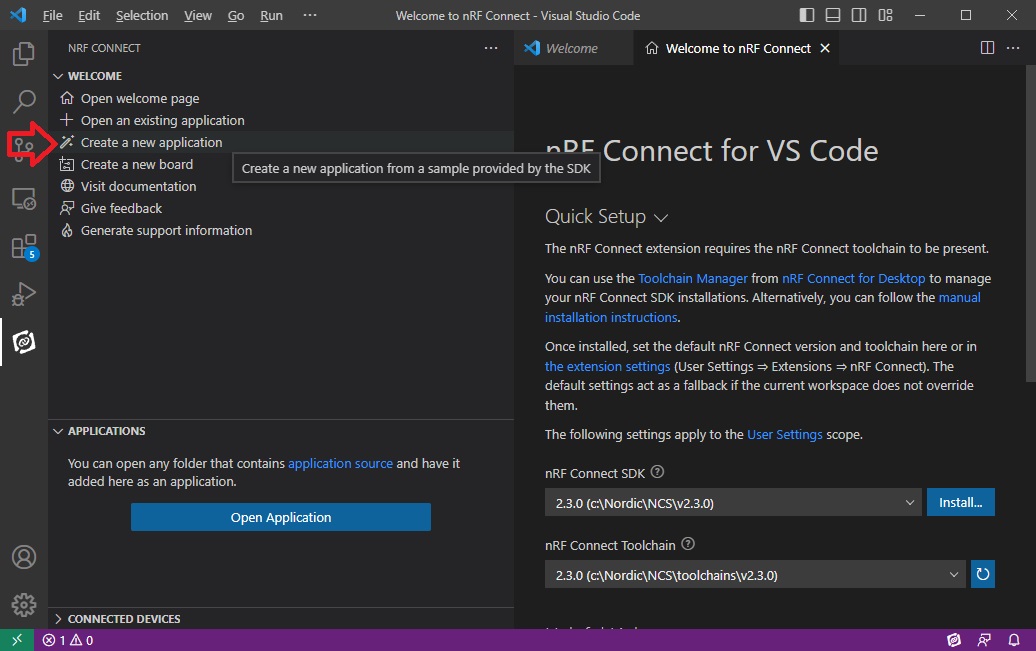 File Edit Selection View Go Run ··· Welcome to nRF Connect - Visual Studio Code
NRF CONNECT
WELCOME
Open welcome page
Open an existing application
Create a new application
Create a new board
Visit documentation
Give feedback
Generate support information
5
APPLICATIONS
You can open any folder that contains application source and have it
added here as an application.
Open Application
CONNECTED DEVICES
Welcome
Welcome to nRF Connect
nRF Connect for VS Code
Create a new application from a sample provided by the SDK
Quick Setup
The nRF Connect extension requires the nRF Connect toolchain to be present.
You can use the Toolchain Manager from nRF Connect for Desktop to manage
your nRF Connect SDK installations. Alternatively, you can follow the manual
installation instructions.
Once installed, set the default nRF Connect version and toolchain here or in
the extension settings (User Settings ⇒ Extensions ⇒ nRF Connect). The
default settings act as a fallback if the current workspace does not override
them.
The following settings apply to the User Settings scope.
nRF Connect SDK
2.3.0 (c:\Nordic\NCS\v2.3.0)
Install...
nRF Connect Toolchain
2.3.0 (c:\Nordic\NCS\toolchains\v2.3.0)
1 0